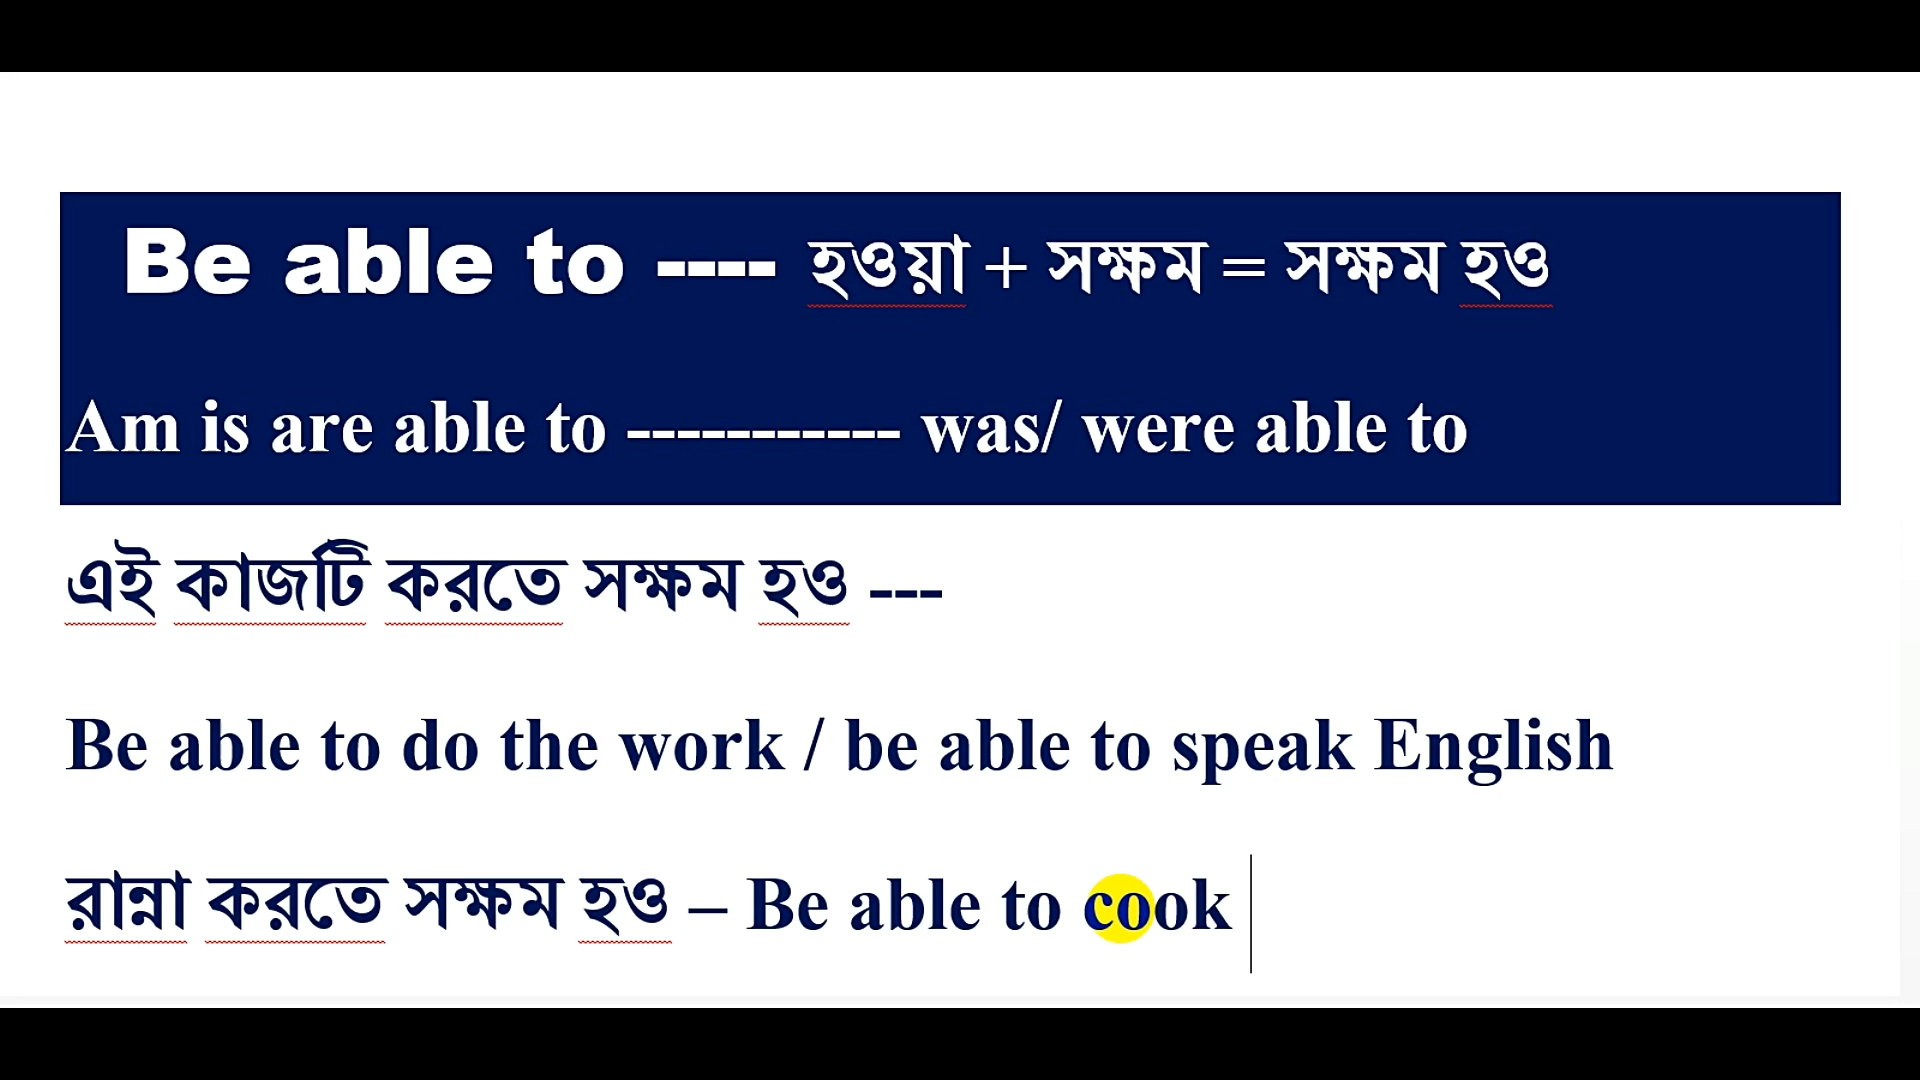 Be able to ---- হওয়া + সক্ষম = সক্ষম হও
Am is are able to ----------- was/ were able to
এই কাজটি করতে সক্ষম হও ---
Be able to do the work / be able to speak English
রান্না করতে সক্ষম হও – Be able to cook